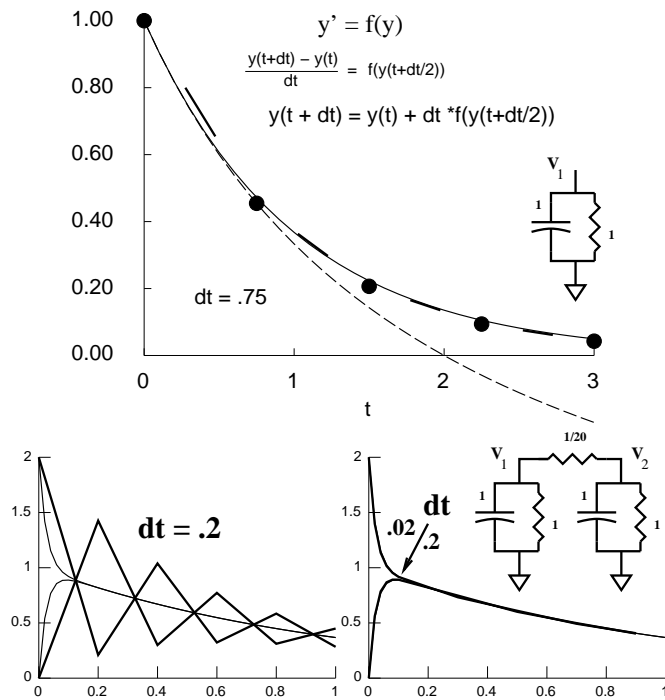 1.00
0.80
0.60
0.40
0.20
0.00
0 1 2 3
t
y' = f(y)
y(t+dt) − y(t)
dt
= f(y(t+dt/2))
y(t + dt) = y(t) + dt *f(y(t+dt/2))
dt = .75
V1
1
1
2
1.5
1
0.5
0
0 0.2 0.4 0.6 0.8 1
dt = .2
2
1.5
1
0.5
0
0 0.2 0.4 0.6 0.8 1
dt
.02
.2
1/20
V1 V2
1 1
1 1